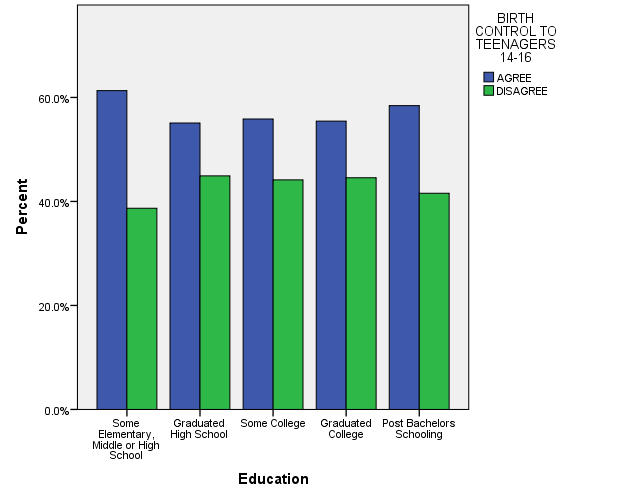 BIRTH
CONTROL TO
TEENAGERS
14-16
AGREE
DISAGREE
Percent
60.0%
40.0%
20.0%
0.0%
Some
Elementary,
Middle or High
School
Graduated
High School
Some College
Graduated
College
Post Bachelors
Schooling
Education